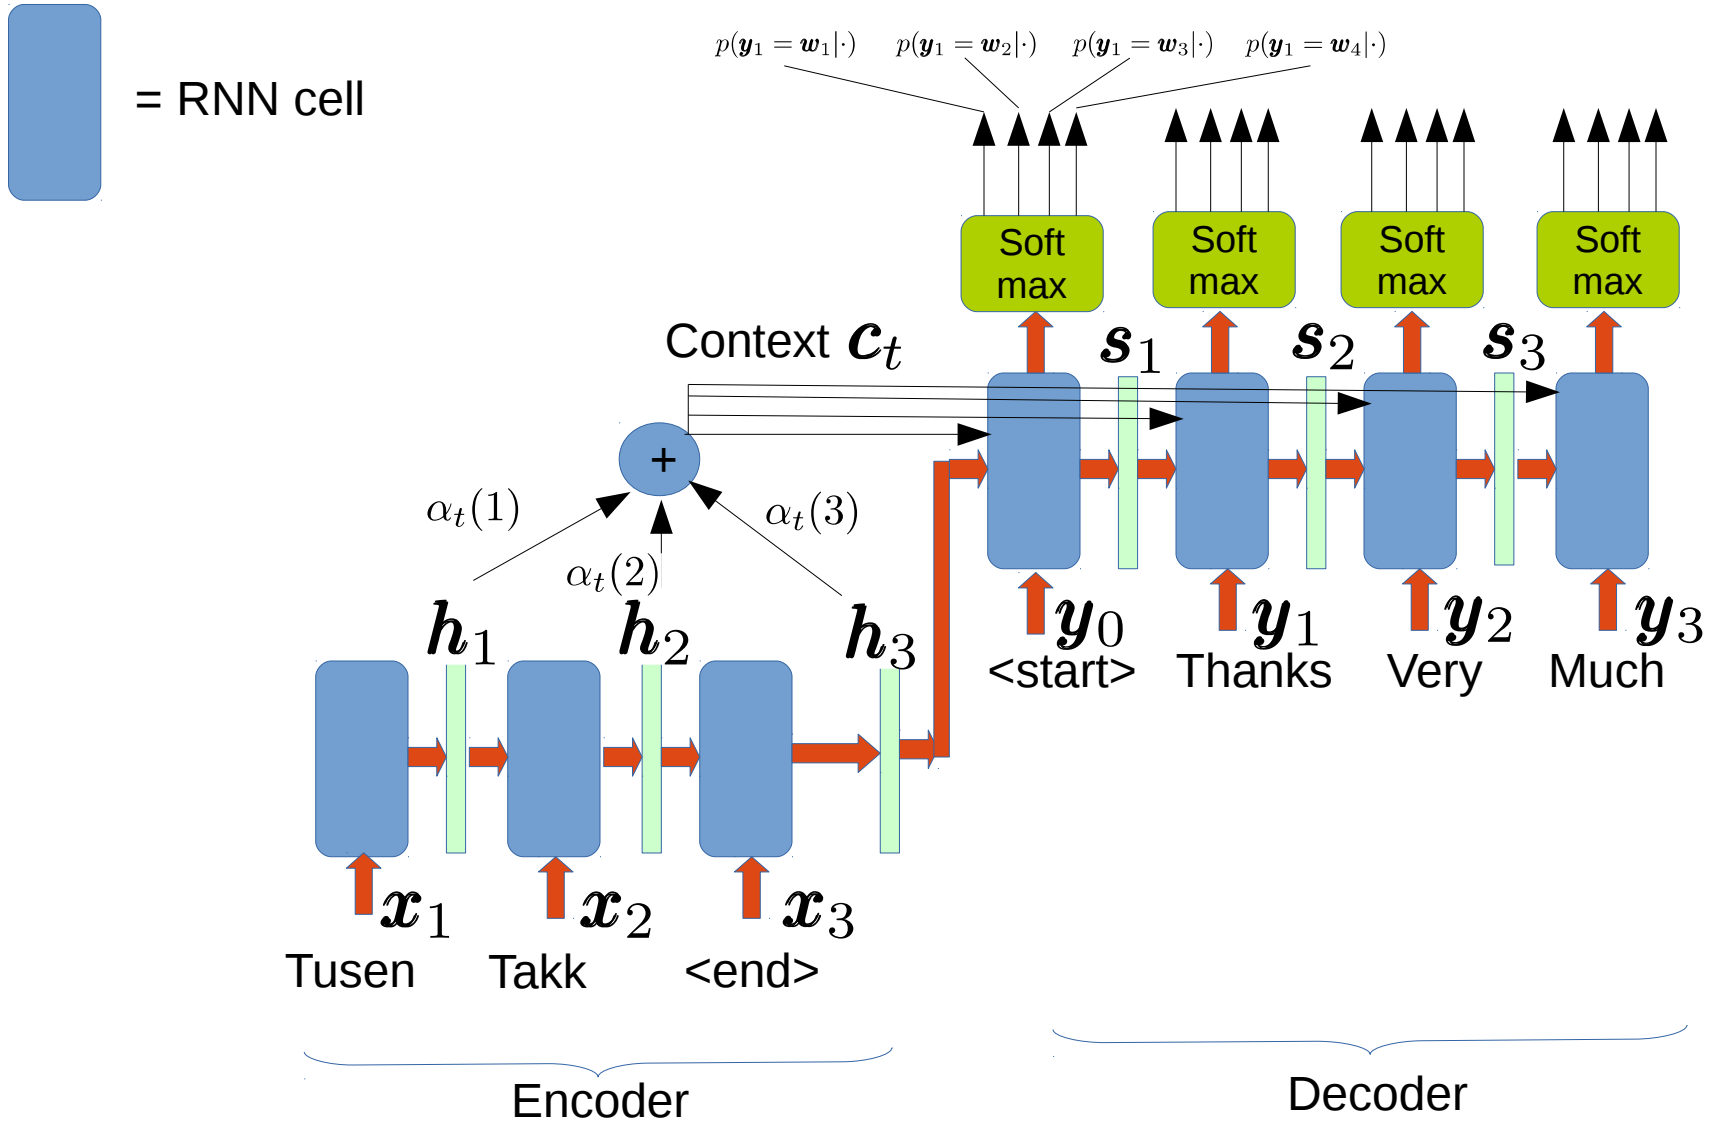 = RNN cell
p(y₁ = w₁|·) p(y₁ = w₂|·) p(y₁ = w₃|·) p(y₁ = w₄|·)
Soft max
Soft max
Soft max
Soft max
Context cₜ
s₁
s₂
s₃
+
αₜ(1)
αₜ(2)
αₜ(3)
h₁
h₂
h₃
y₀
y₁
y₂
y₃
<start>
Thanks
Very
Much
x₁
x₂
x₃
Tusen
Takk
<end>
Encoder
Decoder